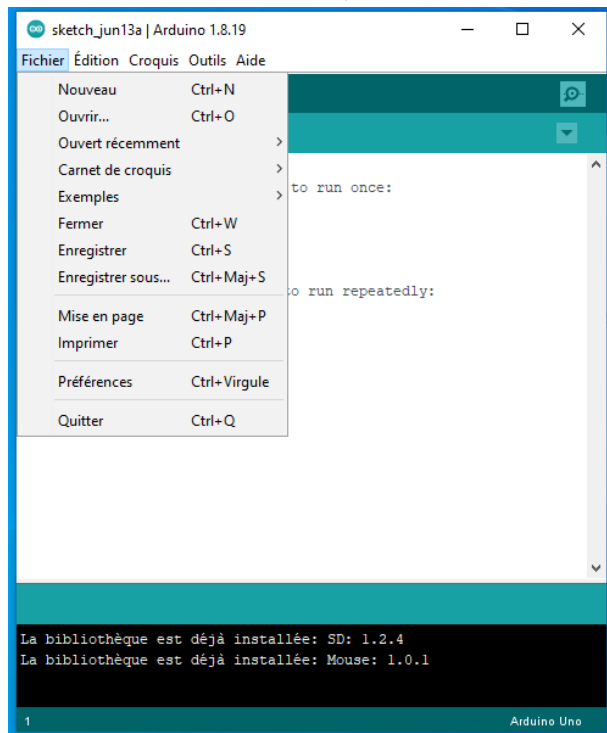 sketch_jun13a | Arduino 1.8.19
Fichier Édition Croquis Outils Aide
Nouveau Ctrl+N
Ouvrir... Ctrl+O
Ouvert récemment
Carnet de croquis
Exemples
to run once:
Fermer Ctrl+W
Enregistrer Ctrl+S
Enregistrer sous... Ctrl+Maj+S
to run repeatedly:
Mise en page Ctrl+Maj+P
Imprimer Ctrl+P
Préférences Ctrl+Virgule
Quitter Ctrl+Q
La bibliothèque est déjà installée: SD: 1.2.4
La bibliothèque est déjà installée: Mouse: 1.0.1
1 Arduino Uno